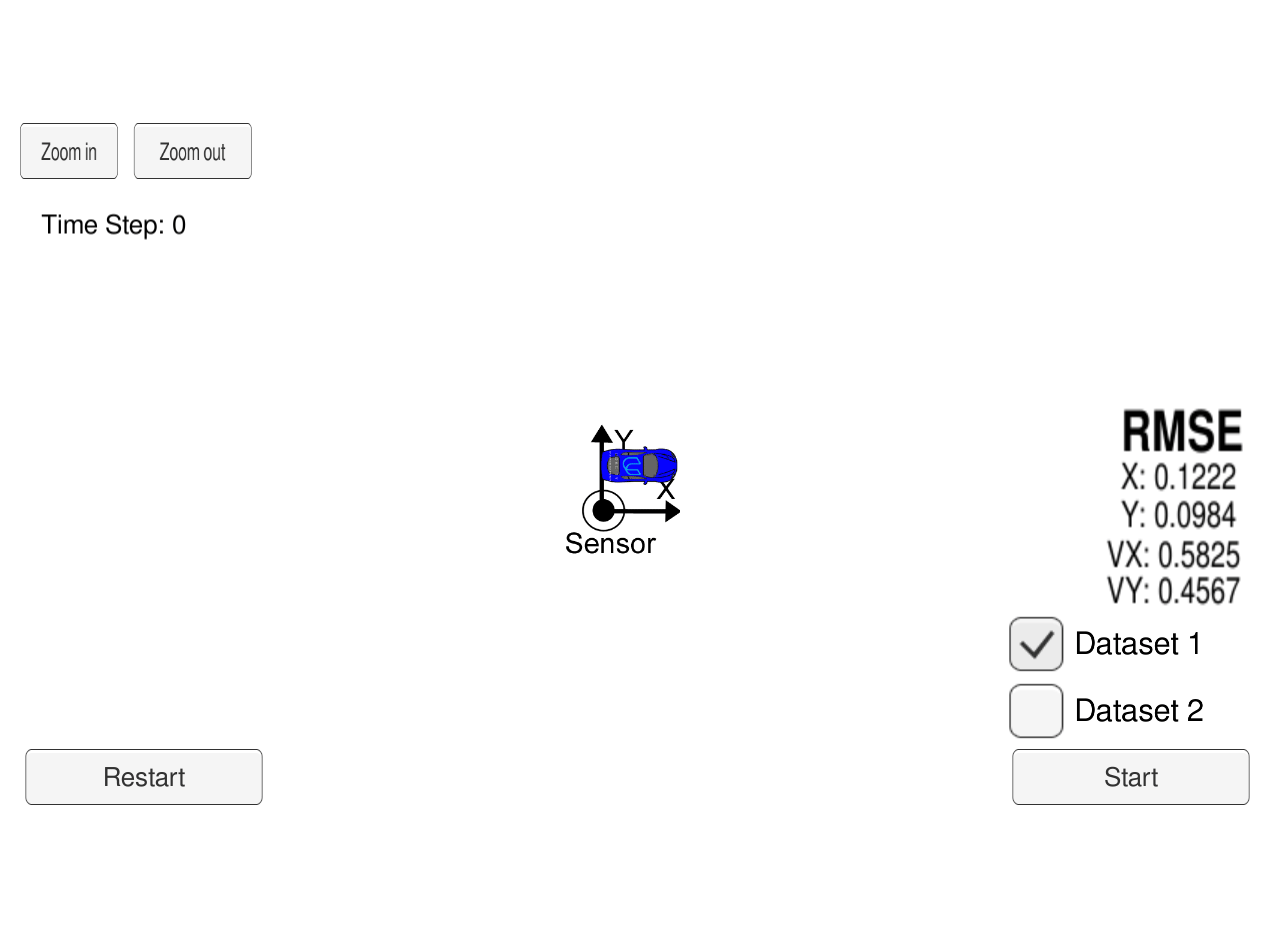 Zoom in Zoom out
Time Step: 0
Y
X
Sensor
RMSE
X: 0.1222
Y: 0.0984
VX: 0.5825
VY: 0.4567
Dataset 1
Dataset 2
Restart
Start